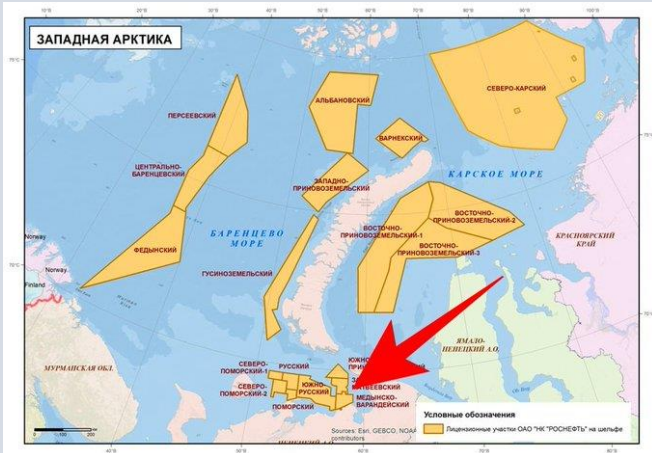 ЗАПАДНАЯ АРКТИКА
СЕВЕРО-КАРСКИЙ
АЛЬБАНОВСКИЙ
ПЕРСЕЕВСКИЙ
ВАРНЕКСКИЙ
ЦЕНТРАЛЬНО-
БАРЕНЦЕВСКИЙ
ЗАПАДНО-
ПРИНОВОЗЕМЕЛЬСКИЙ
КАРСКОЕ МОРЕ
ВОСТОЧНО-
ПРИНОВОЗЕМЕЛЬСКИЙ-2
ВОСТОЧНО-
ПРИНОВОЗЕМЕЛЬСКИЙ-1
ВОСТОЧНО-
ПРИНОВОЗЕМЕЛЬСКИЙ-3
КРАСНОЯРСКИЙ
КРАЙ
БАРЕНЦЕВО
МОРЕ
ФЕДЫНСКИЙ
ГУСИНОЗЕМЕЛЬСКИЙ
Norway
Norway
Finland
МУРМАНСКАЯ ОБЛ.
ЯМАЛО-
НЕНЕЦКИЙ А.О.
СЕВЕРО-
ПОМОРСКИЙ-1
РУССКИЙ
СЕВЕРО-
ПОМОРСКИЙ-2
ЮЖНО-
РУССКИЙ
ПОМОРСКИЙ
МАТВЕЕВСКИЙ
МЕДЫНСКО-
ВАРАНДЕЙСКИЙ
Условные обозначения
Лицензионные участки ОАО "НК "РОСНЕФТЬ" на шельфе
Sources: Esri, GEBCO, NOAA
contributors